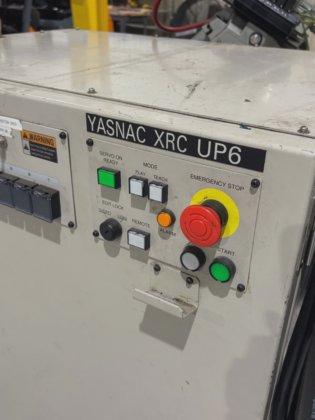 YASNAC XRC UP6
WARNING
SERVO ON
READY
MODE
PLAY
TEACH
EMERGENCY STOP
EDIT LOCK
REMOTE
ALARM
START